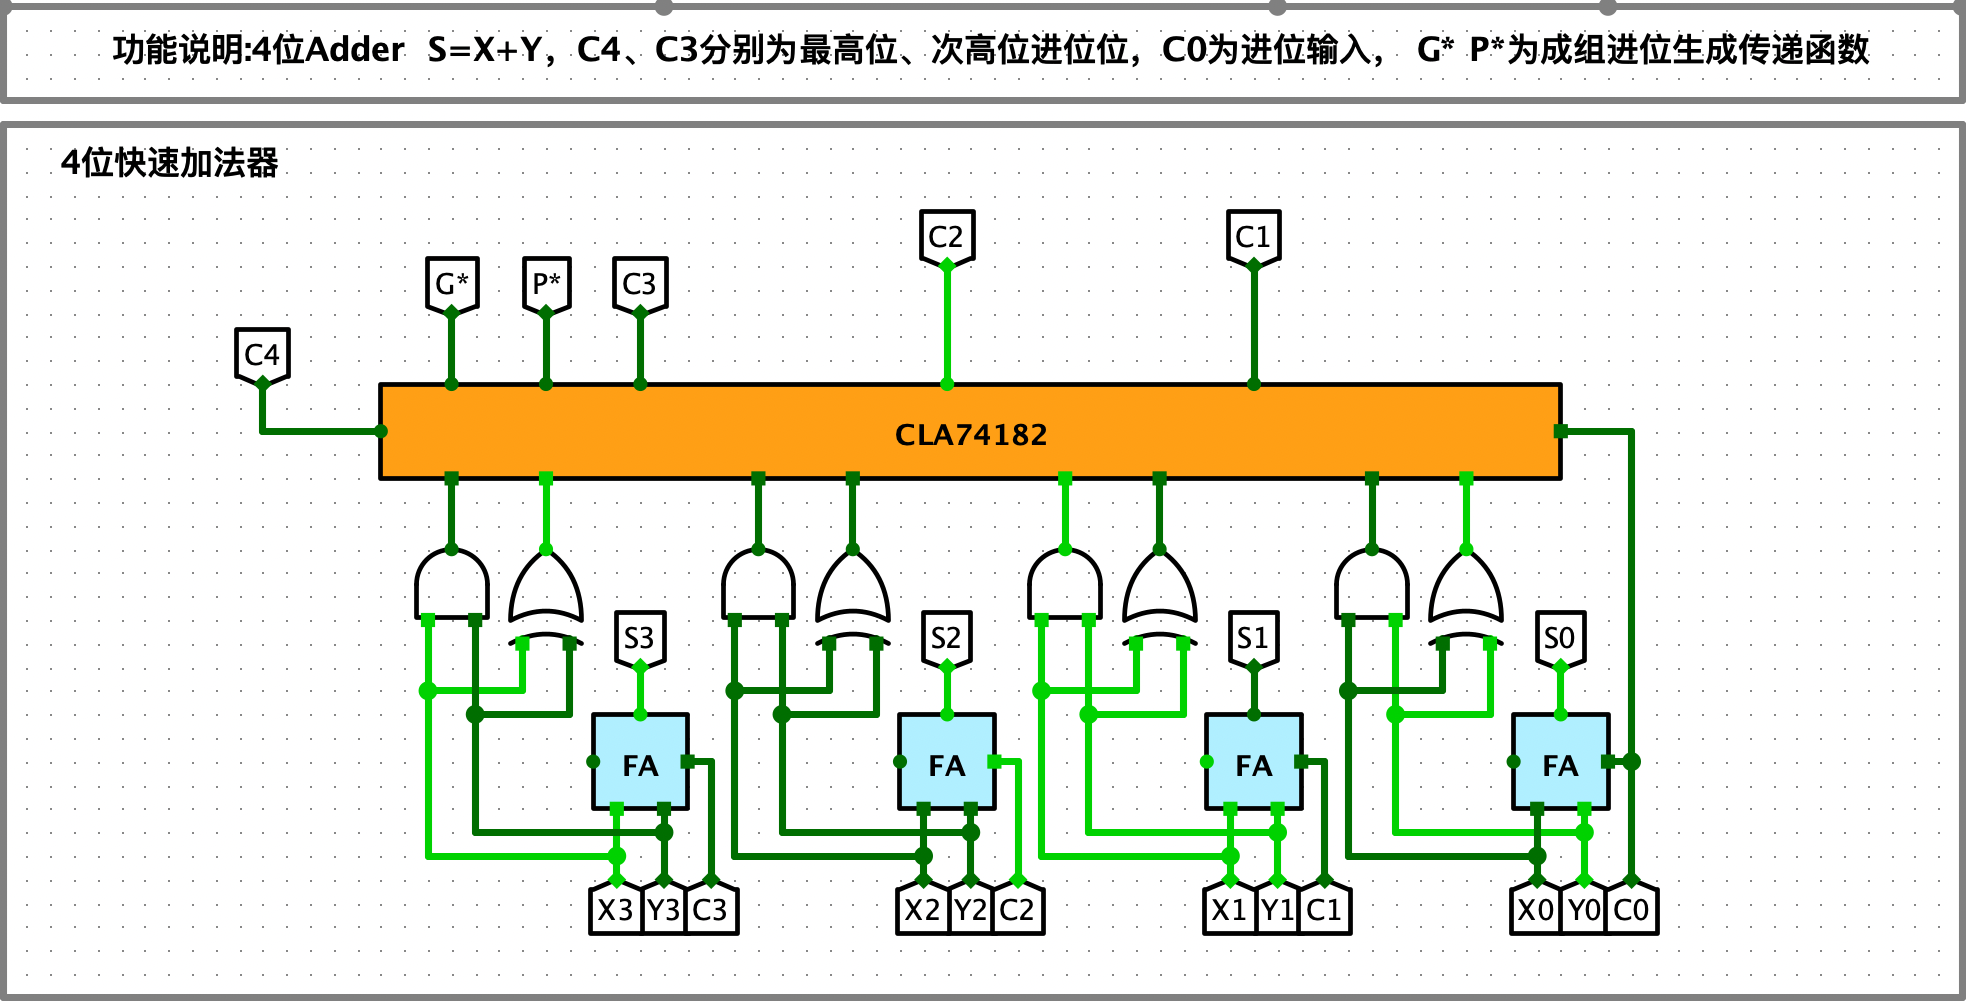 功能说明:4位Adder S=X+Y，C4、C3分别为最高位、次高位进位位，C0为进位输入， G* P*为成组进位生成传递函数
4位快速加法器
C2 C1
G* P* C3
C4
CLA74182
S3 S2 S1 S0
FA FA FA FA
X3 Y3 C3 X2 Y2 C2 X1 Y1 C1 X0 Y0 C0